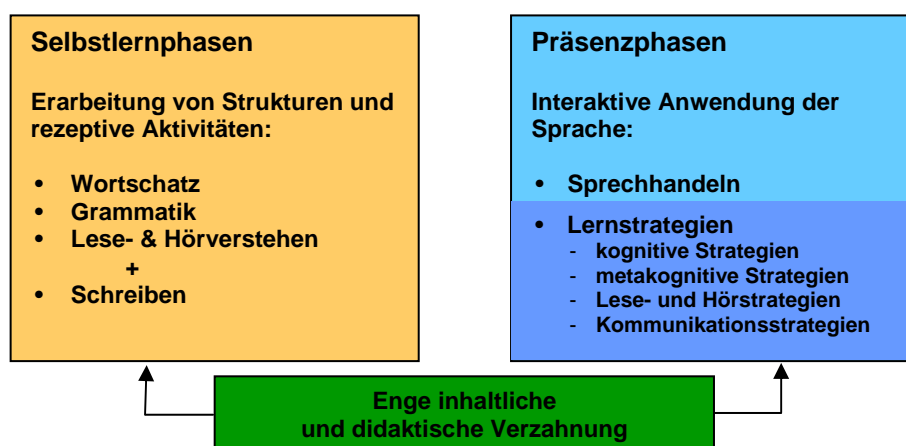 Selbstlernphasen
Erarbeitung von Strukturen und
rezeptive Aktivitäten:
• Wortschatz
• Grammatik
• Lese- & Hörverstehen
+
• Schreiben
Präsenzphasen
Interaktive Anwendung der
Sprache:
• Sprechhandeln
• Lernstrategien
- kognitive Strategien
- metakognitive Strategien
- Lese- und Hörstrategien
- Kommunikationsstrategien
Enge inhaltliche
und didaktische Verzahnung